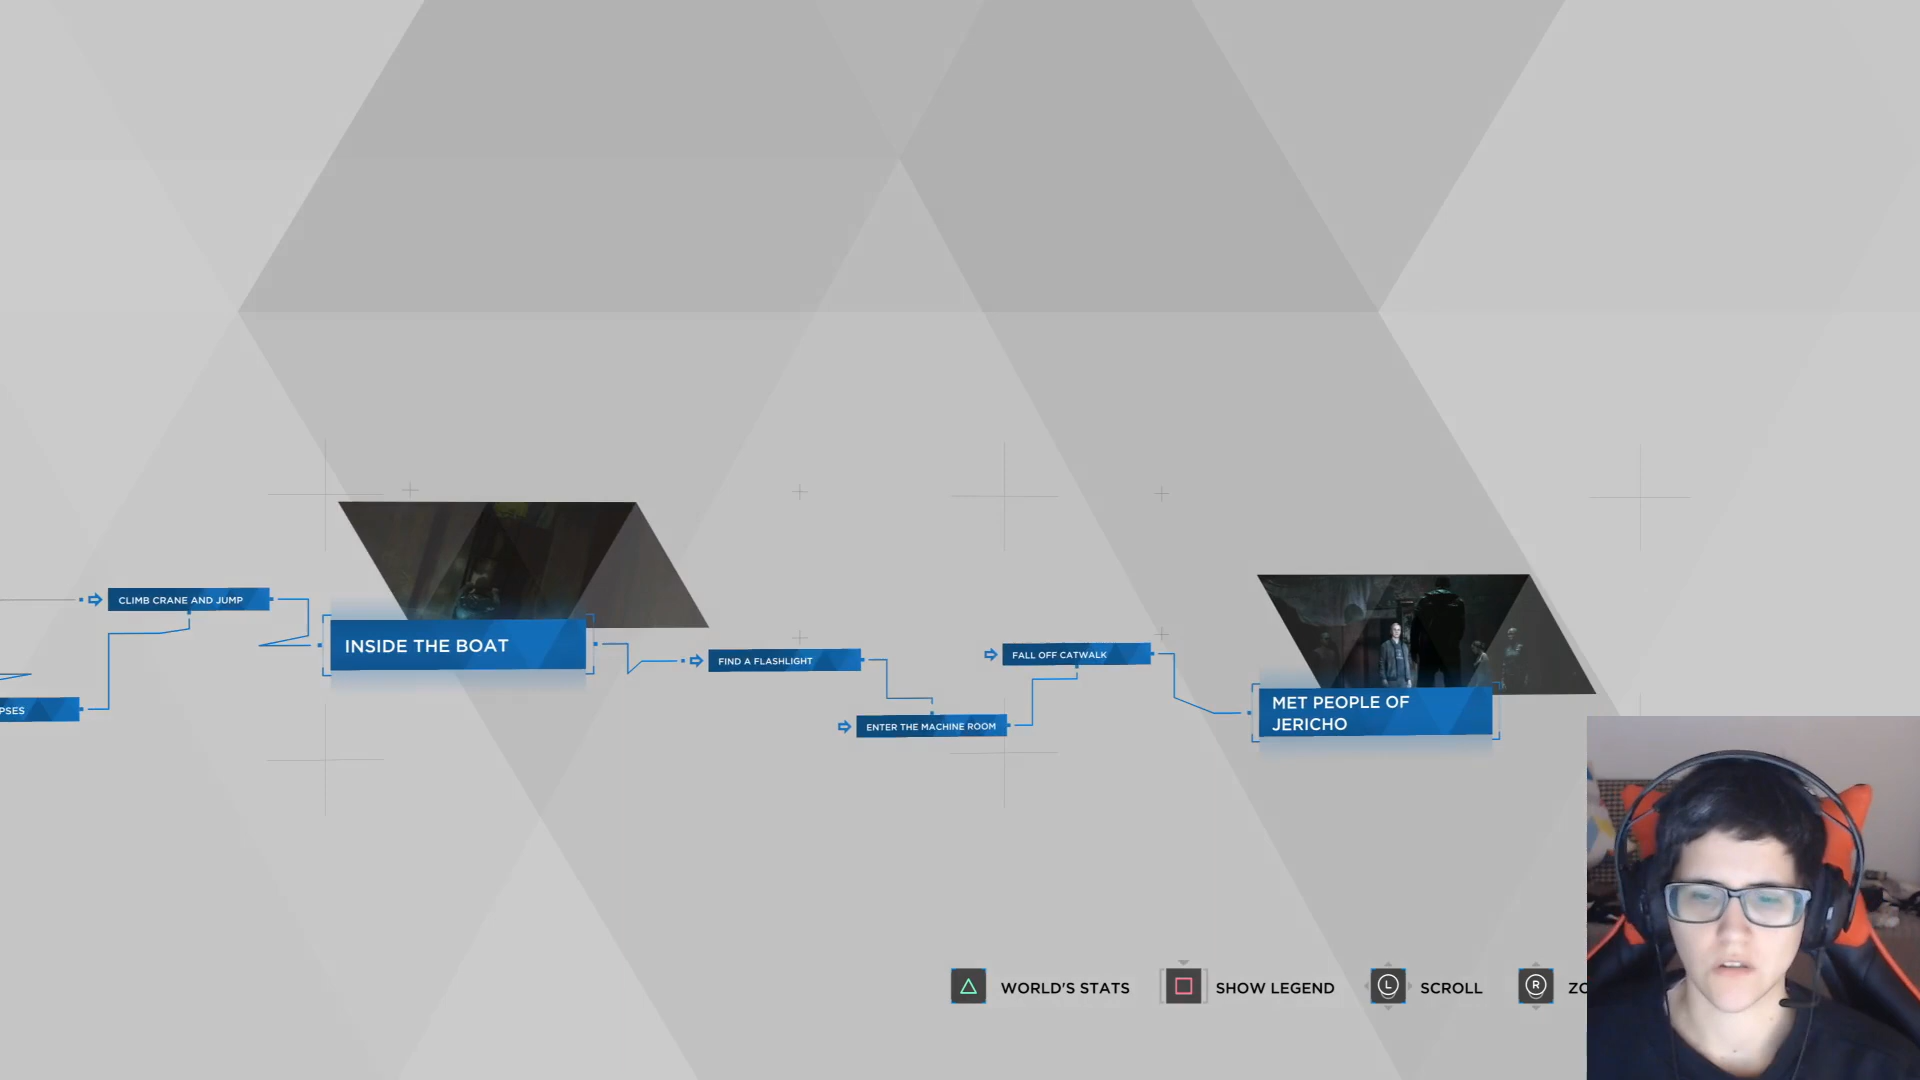 CLIMB CRANE AND JUMP
INSIDE THE BOAT
PSES
FIND A FLASHLIGHT
ENTER THE MACHINE ROOM
FALL OFF CATWALK
MET PEOPLE OF
JERICHO
WORLD'S STATS
SHOW LEGEND
L
SCROLL
R
ZO